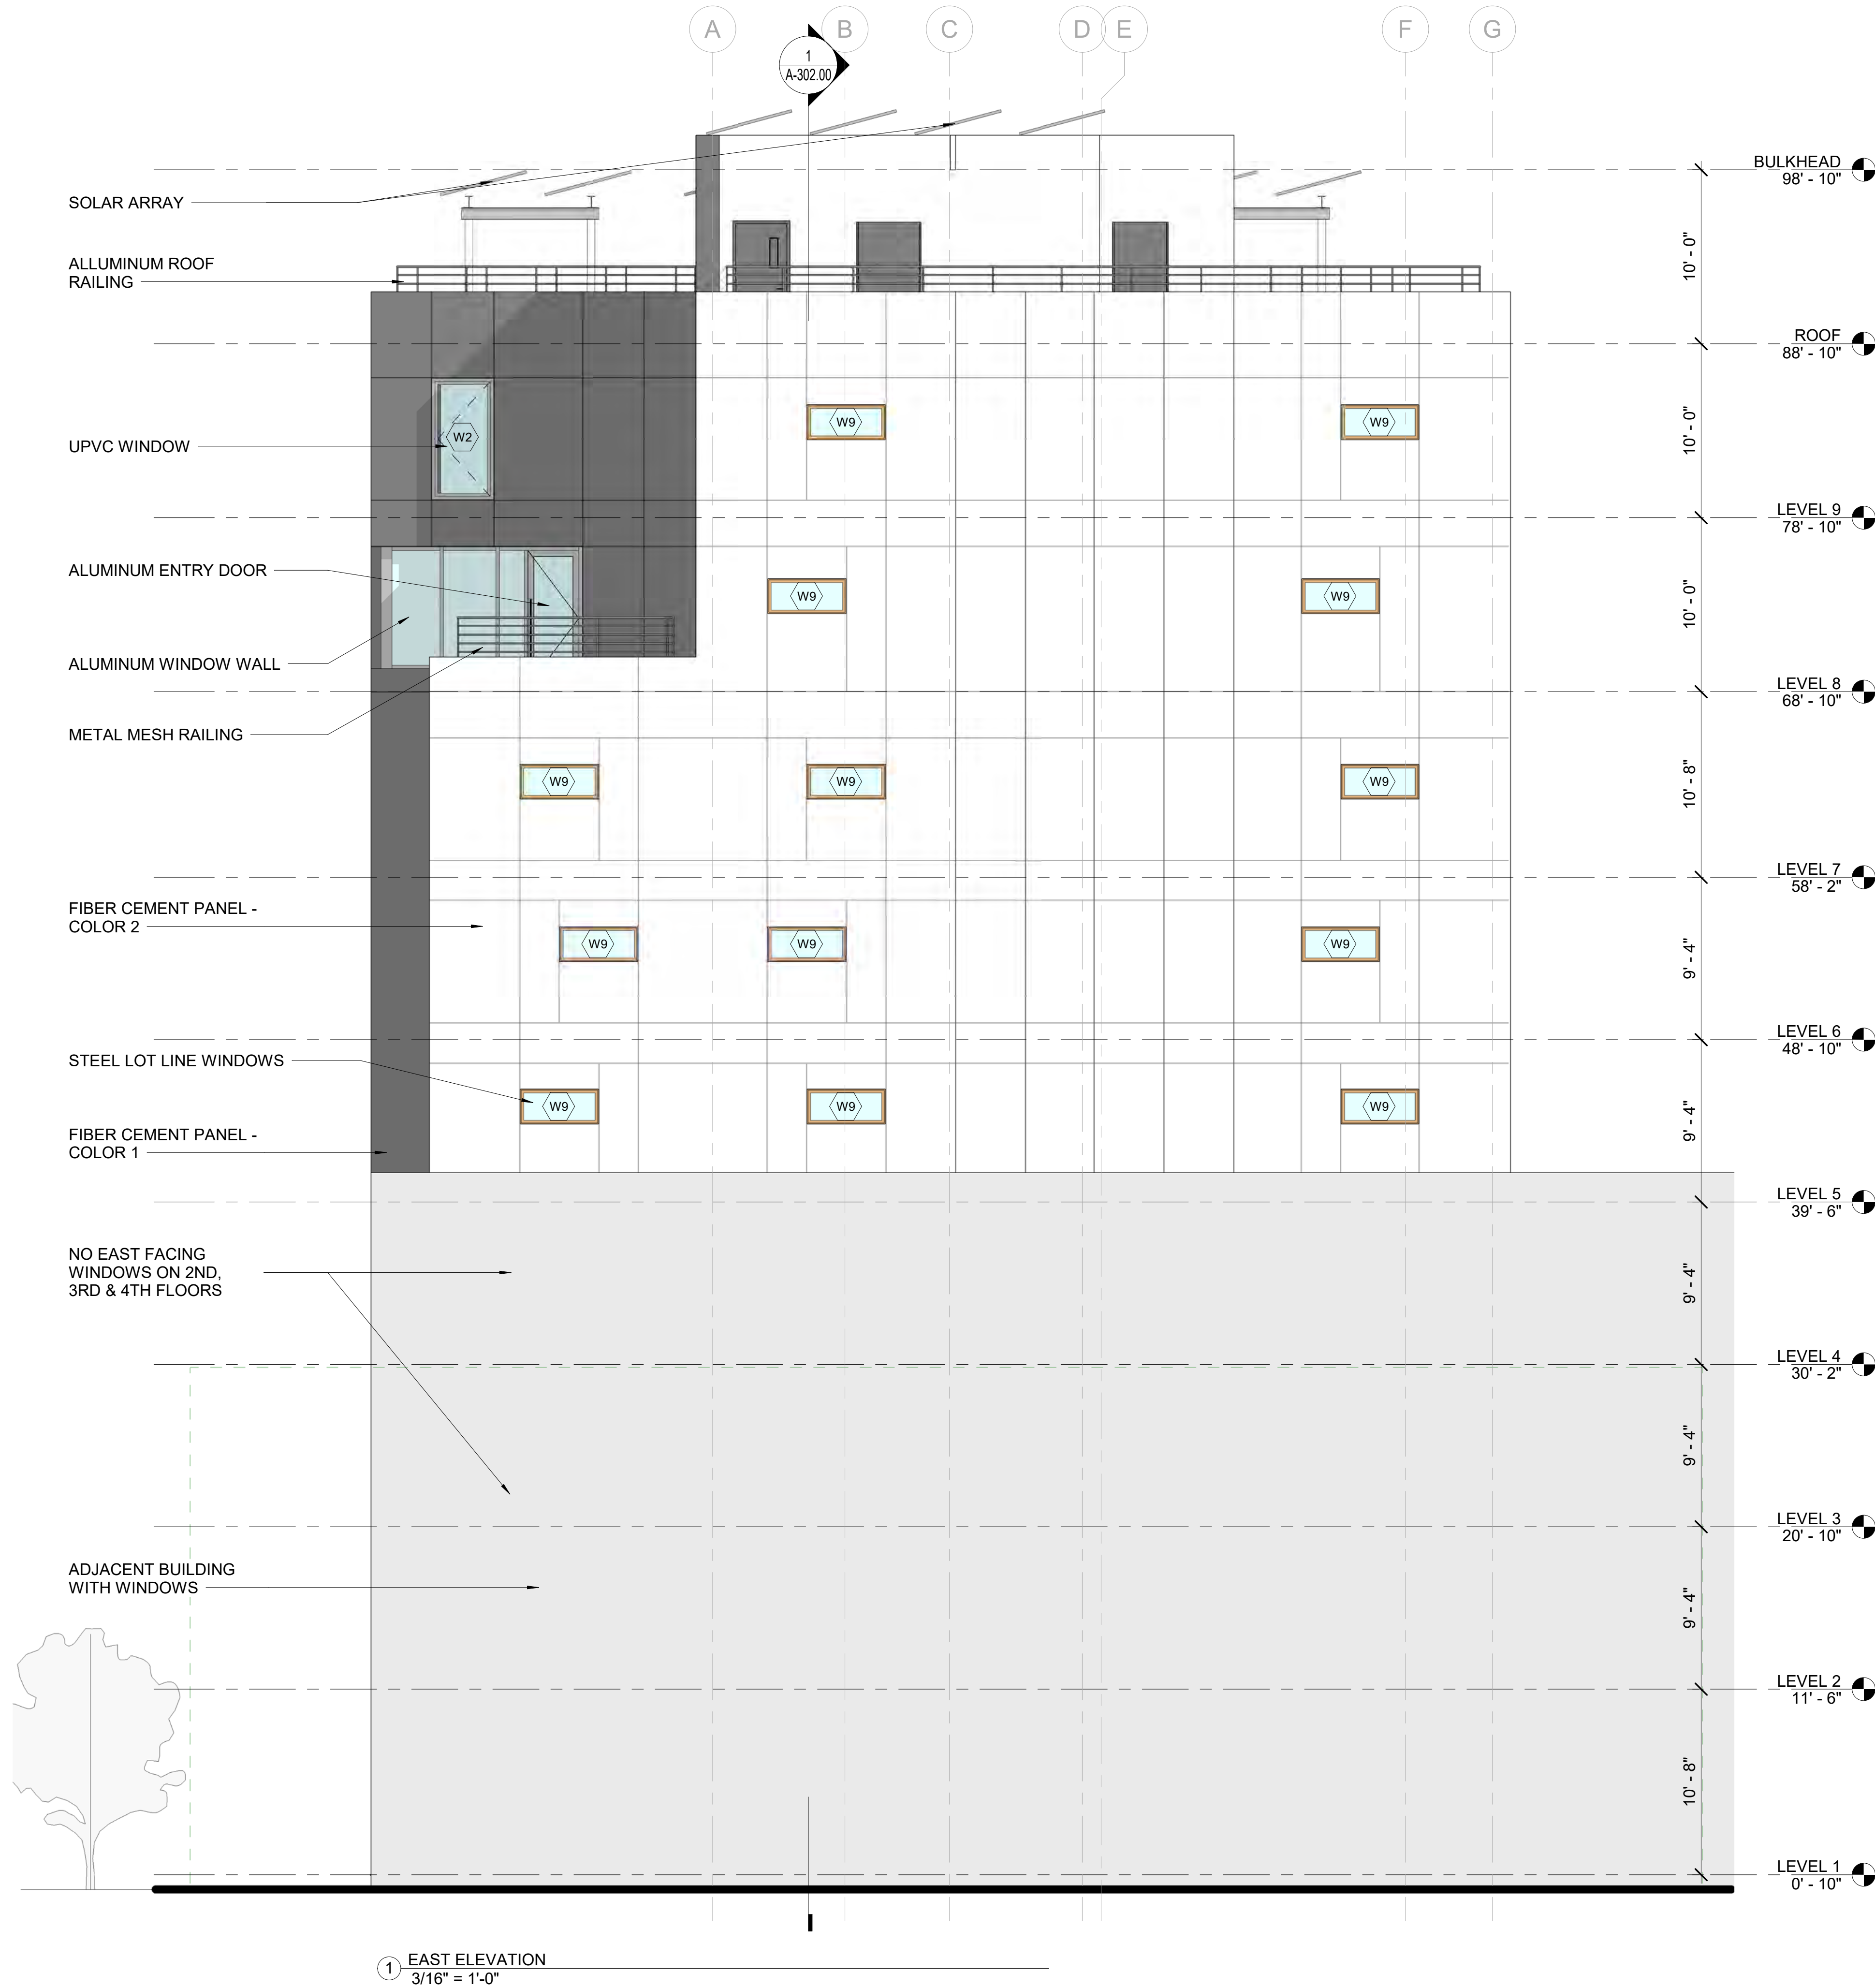 A
B
C
D
E
F
G
1
A-302.00
SOLAR ARRAY
ALLUMINUM ROOF
RAILING
UPVC WINDOW
ALUMINUM ENTRY DOOR
ALUMINUM WINDOW WALL
METAL MESH RAILING
FIBER CEMENT PANEL -
COLOR 2
STEEL LOT LINE WINDOWS
FIBER CEMENT PANEL -
COLOR 1
NO EAST FACING
WINDOWS ON 2ND,
3RD & 4TH FLOORS
ADJACENT BUILDING
WITH WINDOWS
W2
W9
W9
W9
W9
W9
W9
W9
W9
W9
W9
W9
W9
W9
10' - 0"
10' - 0"
10' - 0"
10' - 8"
9' - 4"
9' - 4"
9' - 4"
9' - 4"
9' - 4"
10' - 8"
BULKHEAD
98' - 10"
ROOF
88' - 10"
LEVEL 9
78' - 10"
LEVEL 8
68' - 10"
LEVEL 7
58' - 2"
LEVEL 6
48' - 10"
LEVEL 5
39' - 6"
LEVEL 4
30' - 2"
LEVEL 3
20' - 10"
LEVEL 2
11' - 6"
LEVEL 1
0' - 10"
1
EAST ELEVATION
3/16" = 1'-0"